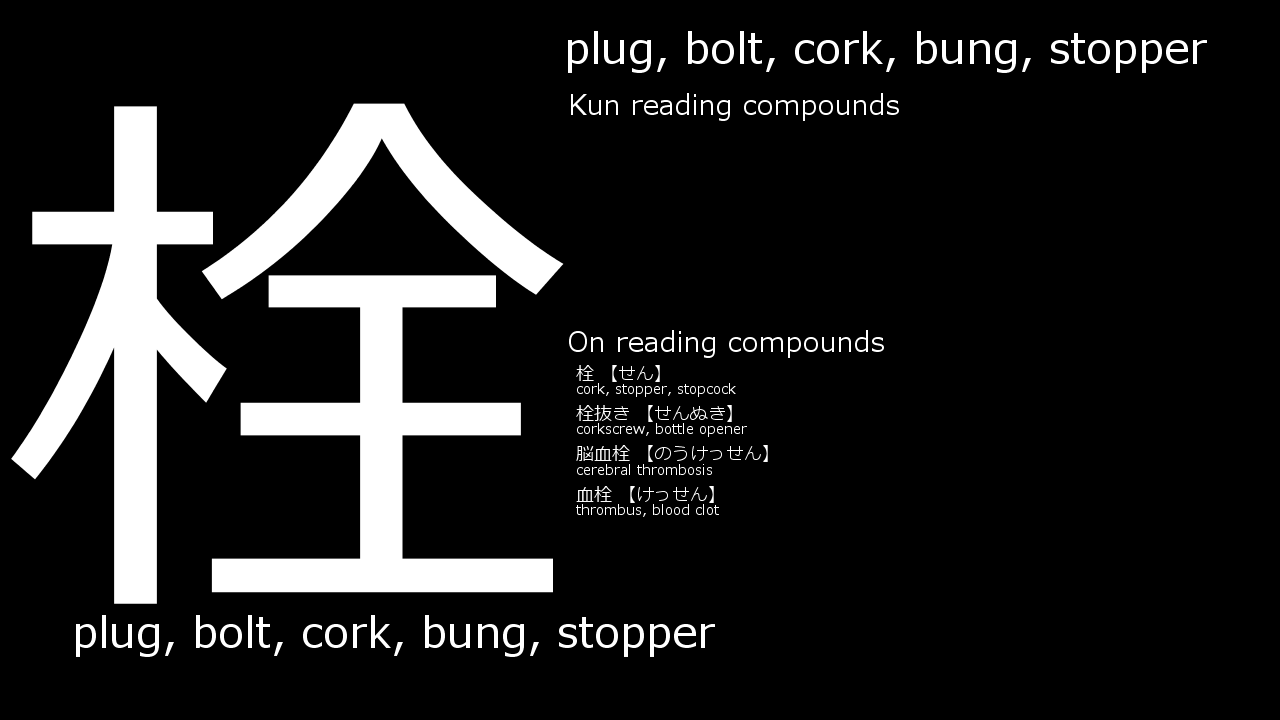 栓
plug, bolt, cork, bung, stopper
Kun reading compounds
On reading compounds
栓 【せん】
cork, stopper, stopcock
栓抜き 【せんぬき】
corkscrew, bottle opener
脳血栓 【のうけっせん】
cerebral thrombosis
血栓 【けっせん】
thrombus, blood clot
plug, bolt, cork, bung, stopper